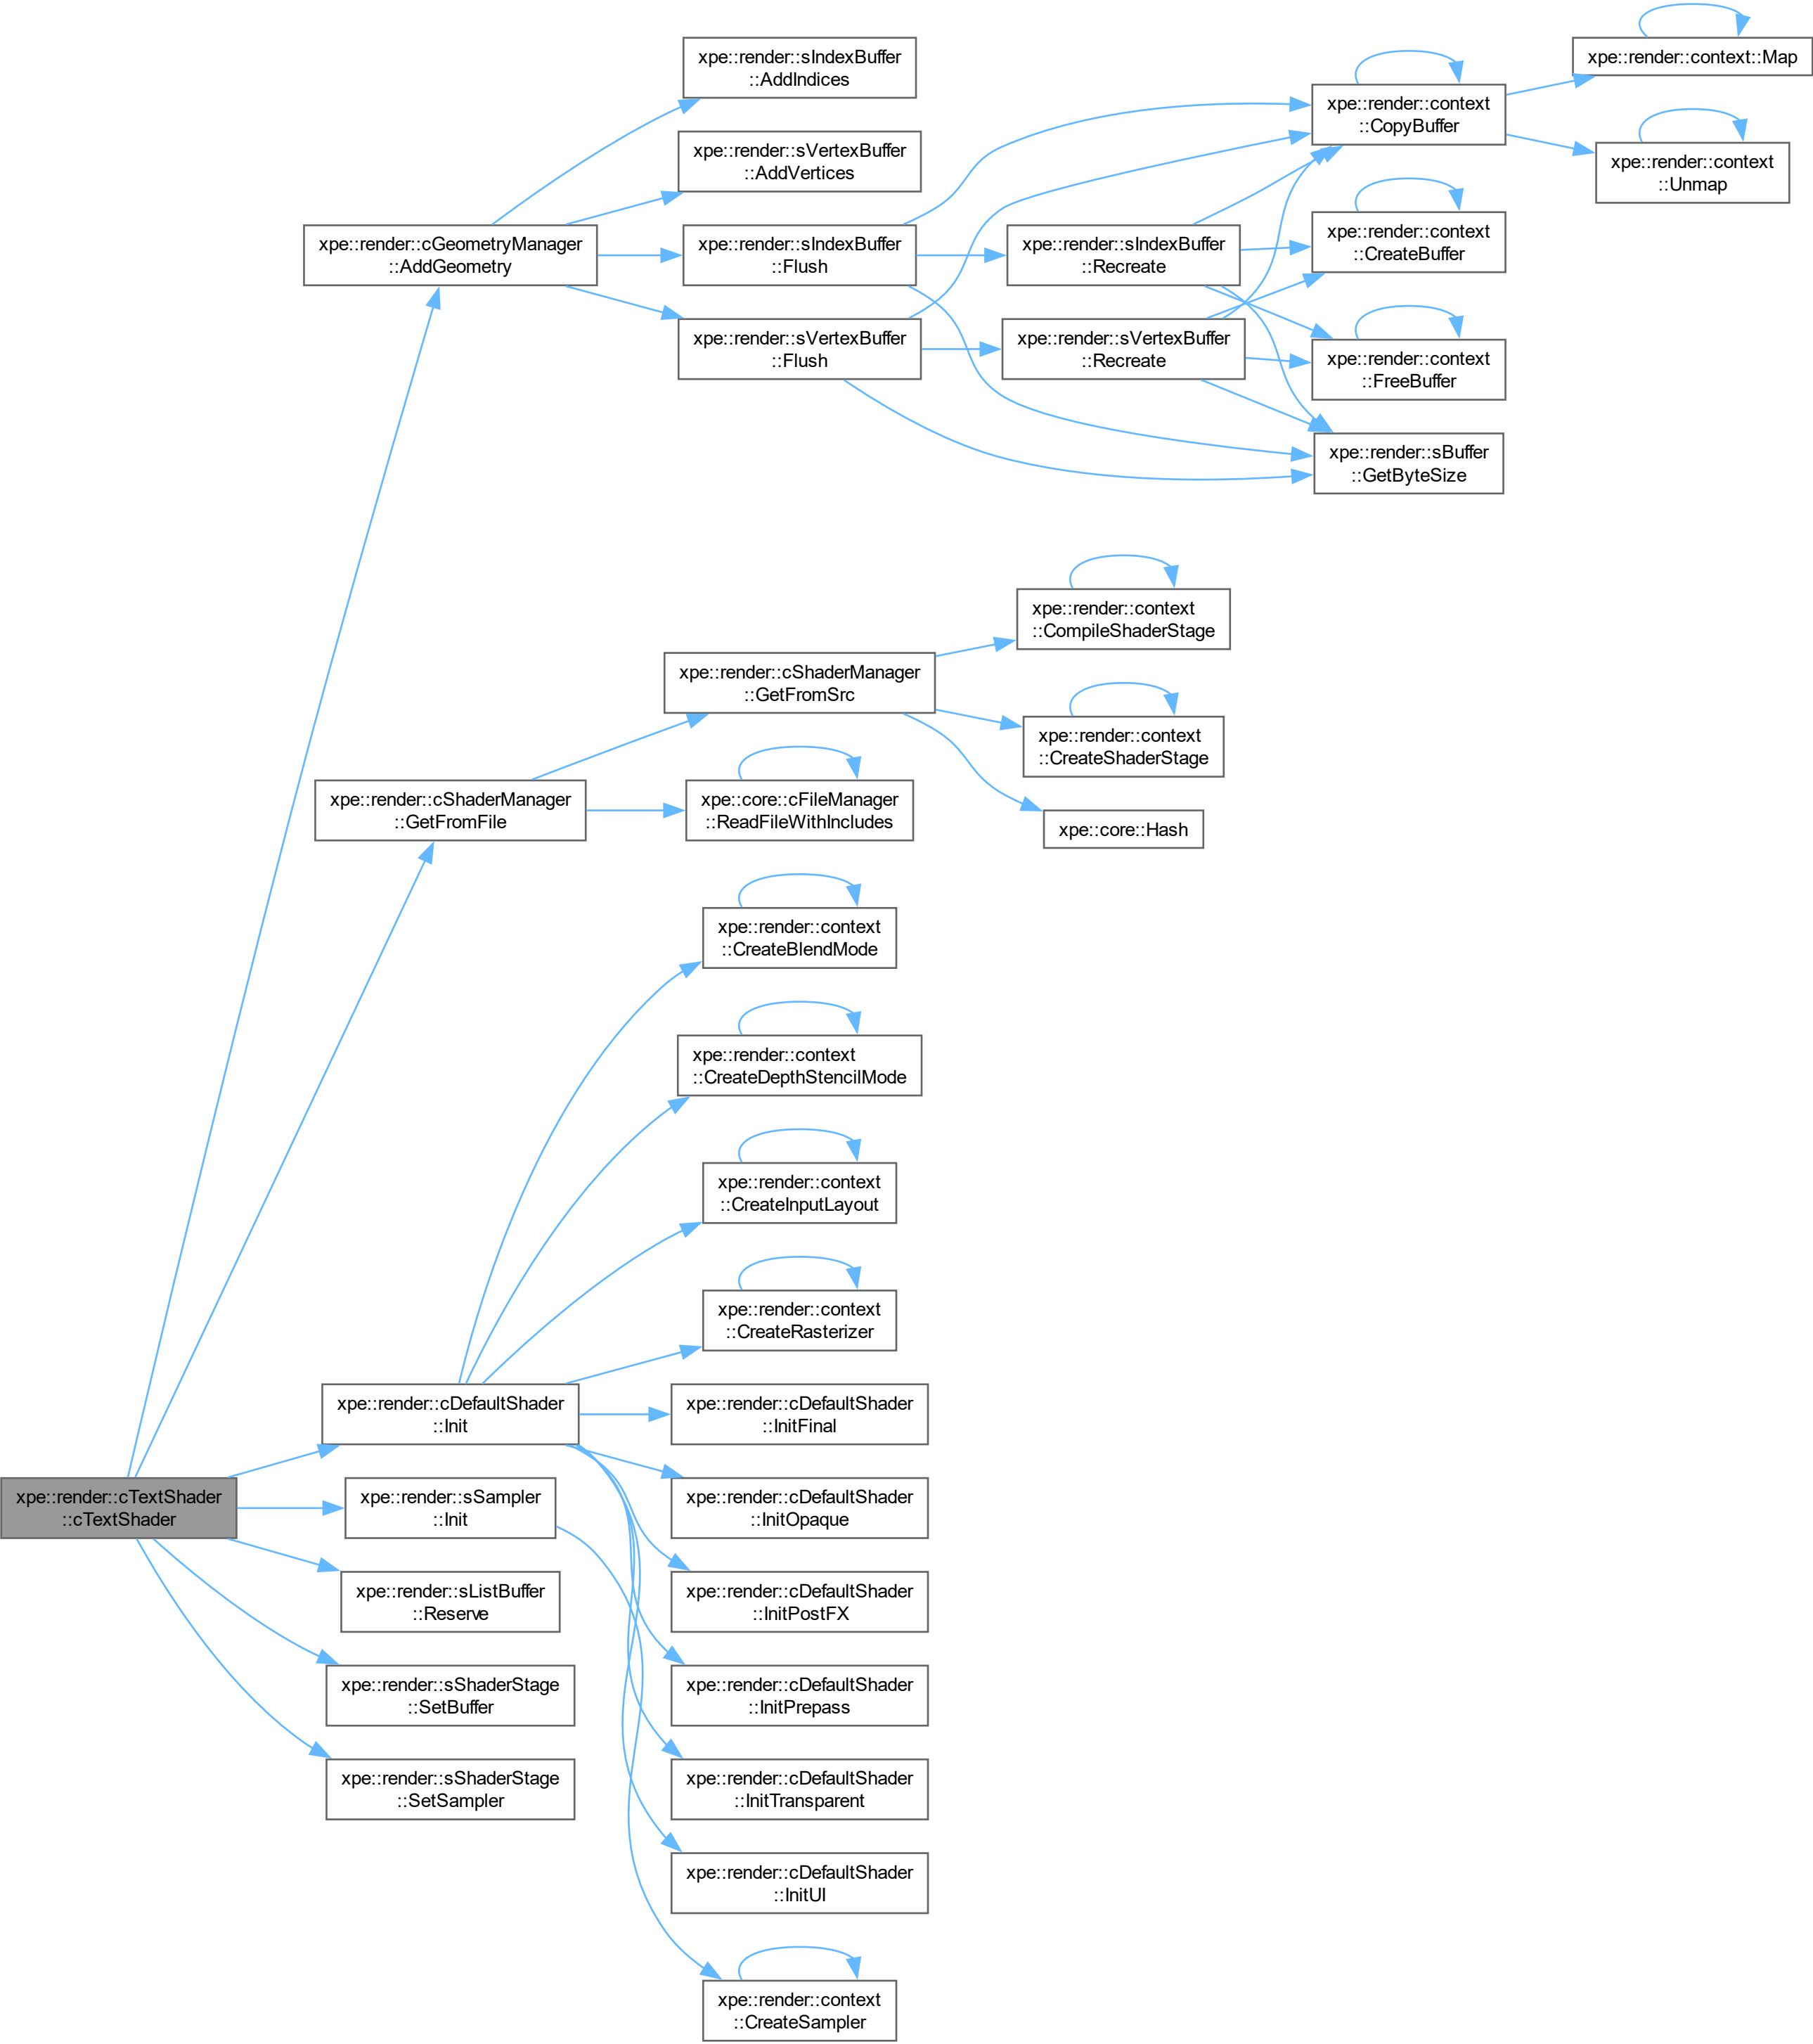 xpe::render::cTextShader
::cTextShader
xpe::render::cGeometryManager
::AddGeometry
xpe::render::sIndexBuffer
::AddIndices
xpe::render::sVertexBuffer
::AddVertices
xpe::render::sIndexBuffer
::Flush
xpe::render::sVertexBuffer
::Flush
xpe::render::sIndexBuffer
::Recreate
xpe::render::sVertexBuffer
::Recreate
xpe::render::context
::CopyBuffer
xpe::render::context::Map
xpe::render::context
::Unmap
xpe::render::context
::CreateBuffer
xpe::render::context
::FreeBuffer
xpe::render::sBuffer
::GetByteSize
xpe::render::cShaderManager
::GetFromFile
xpe::render::cShaderManager
::GetFromSrc
xpe::core::cFileManager
::ReadFileWithIncludes
xpe::render::context
::CompileShaderStage
xpe::render::context
::CreateShaderStage
xpe::core::Hash
xpe::render::cDefaultShader
::Init
xpe::render::context
::CreateBlendMode
xpe::render::context
::CreateDepthStencilMode
xpe::render::context
::CreateInputLayout
xpe::render::context
::CreateRasterizer
xpe::render::cDefaultShader
::InitFinal
xpe::render::cDefaultShader
::InitOpaque
xpe::render::cDefaultShader
::InitPostFX
xpe::render::cDefaultShader
::InitPrepass
xpe::render::cDefaultShader
::InitTransparent
xpe::render::cDefaultShader
::InitUI
xpe::render::sSampler
::Init
xpe::render::context
::CreateSampler
xpe::render::sListBuffer
::Reserve
xpe::render::sShaderStage
::SetBuffer
xpe::render::sShaderStage
::SetSampler